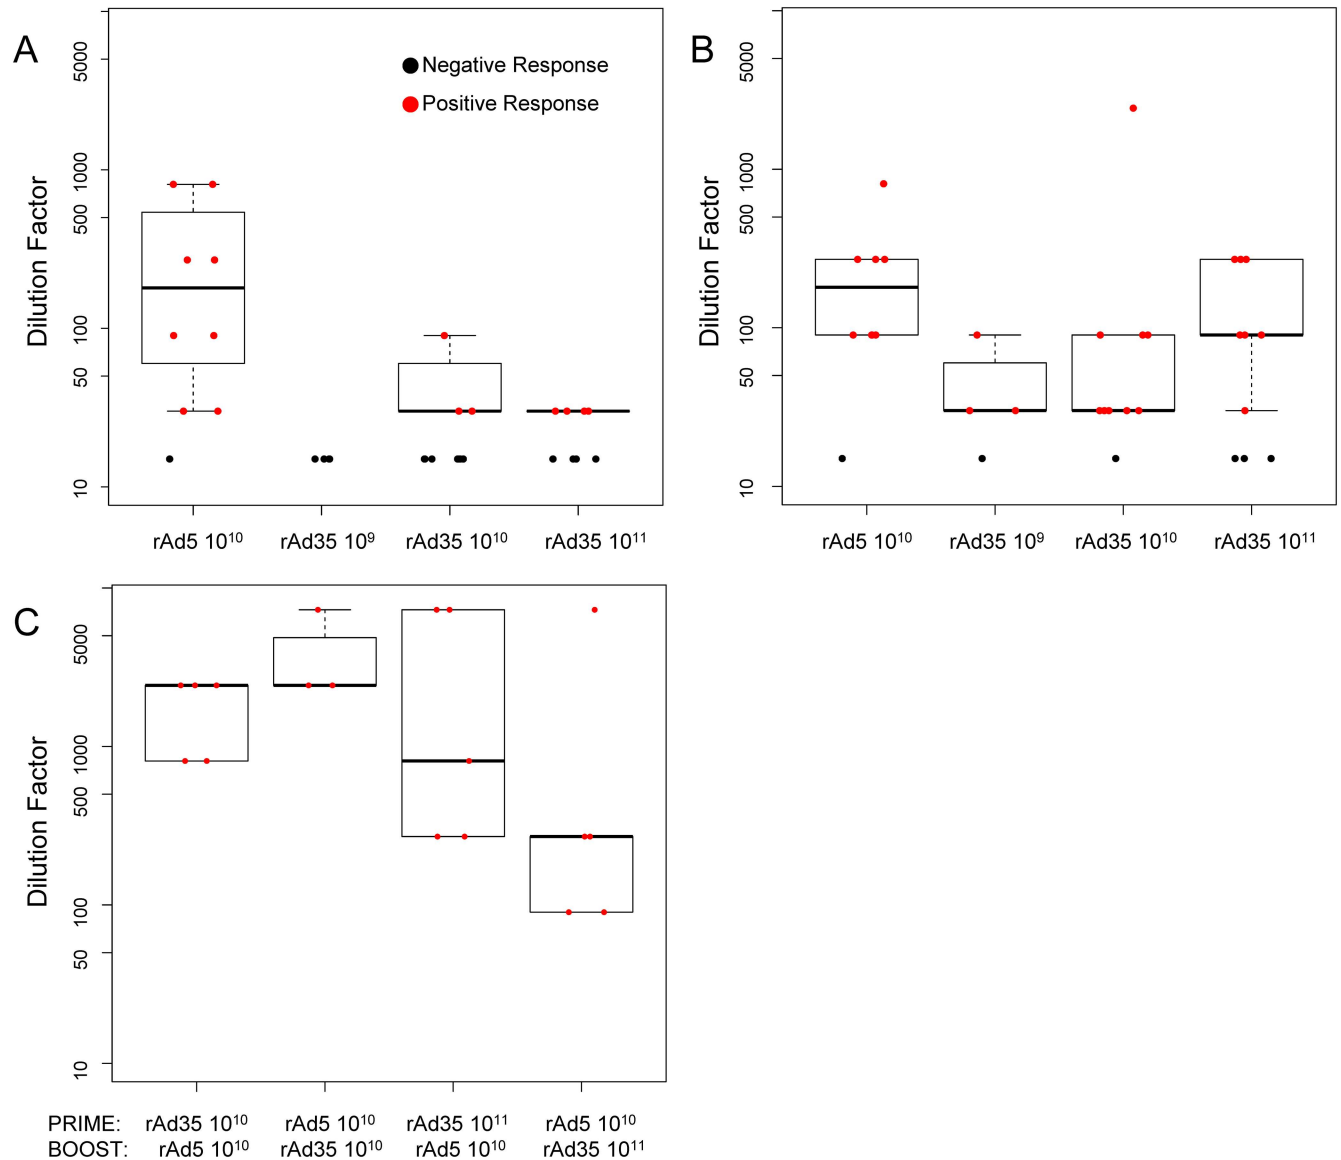 A
Negative Response
Positive Response
Dilution Factor
5000
1000
500
100
50
10
rAd5 10¹⁰ rAd35 10⁹ rAd35 10¹⁰ rAd35 10¹¹
B
Dilution Factor
5000
1000
500
100
50
10
rAd5 10¹⁰ rAd35 10⁹ rAd35 10¹⁰ rAd35 10¹¹
C
Dilution Factor
5000
1000
500
100
50
10
PRIME: rAd35 10¹⁰ rAd5 10¹⁰ rAd35 10¹¹ rAd5 10¹⁰
BOOST: rAd5 10¹⁰ rAd35 10¹⁰ rAd5 10¹⁰ rAd35 10¹¹